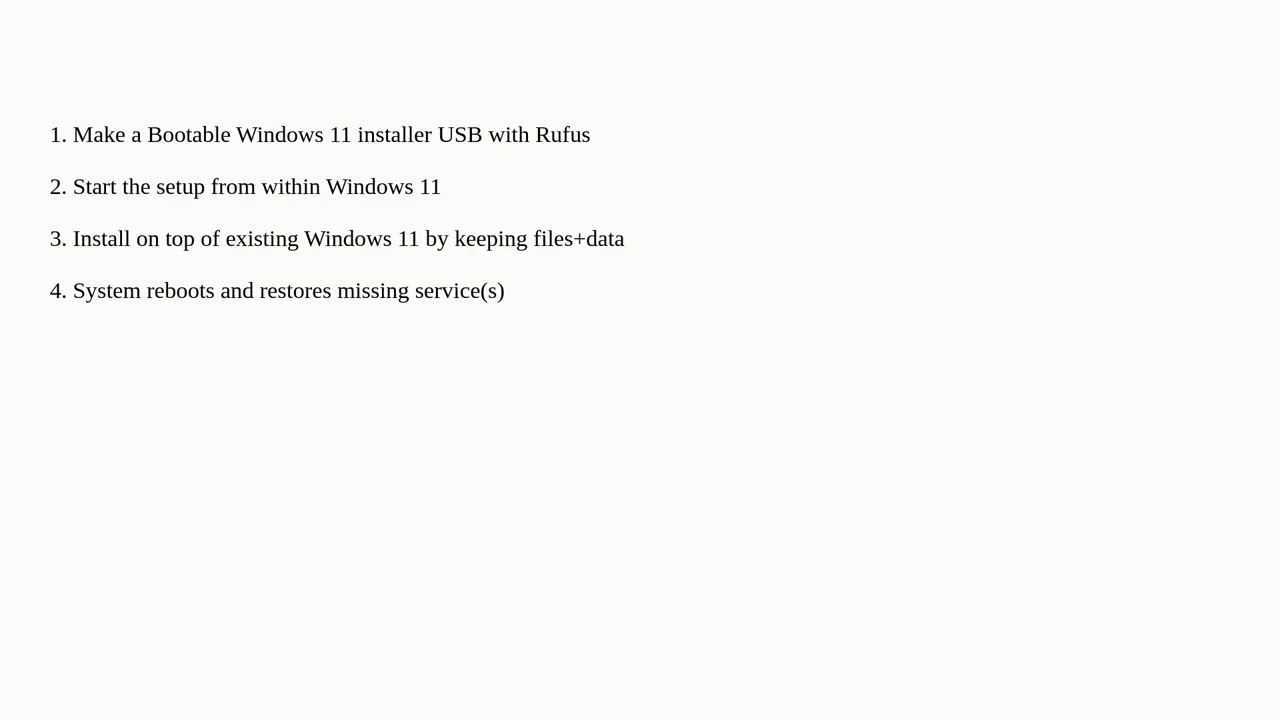 1. Make a Bootable Windows 11 installer USB with Rufus
2. Start the setup from within Windows 11
3. Install on top of existing Windows 11 by keeping files+data
4. System reboots and restores missing service(s)